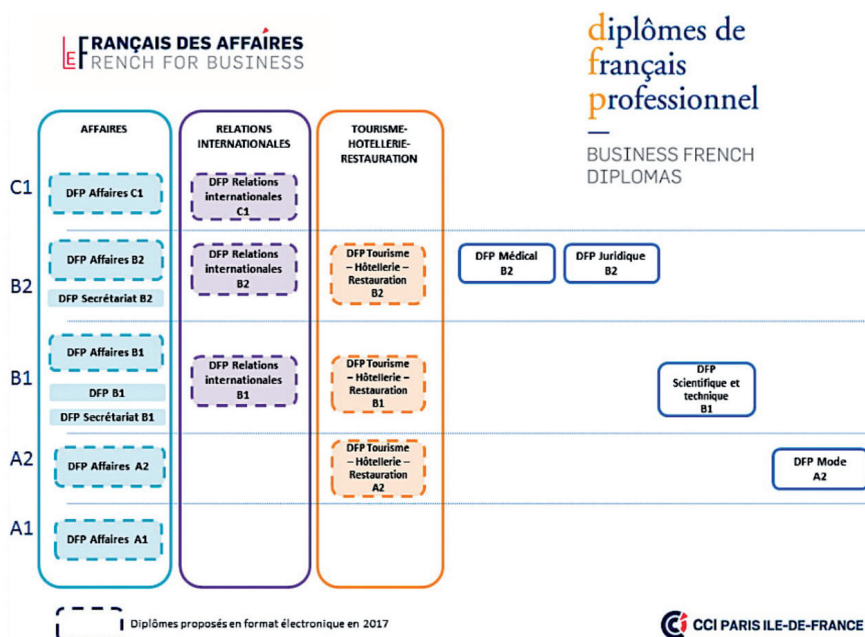 LE FRANÇAIS DES AFFAIRES
FRENCH FOR BUSINESS
diplômes de
français
professionnel
BUSINESS FRENCH
DIPLOMAS
AFFAIRES
RELATIONS
INTERNATIONALES
TOURISME-
HOTELLERIE-
RESTAURATION
C1
DFP Affaires C1
DFP Relations
internationales
C1
B2
DFP Affaires B2
DFP Secrétariat B2
DFP Relations
internationales
B2
DFP Tourisme
– Hôtellerie –
Restauration
B2
DFP Médical
B2
DFP Juridique
B2
B1
DFP Affaires B1
DFP B1
DFP Secrétariat B1
DFP Relations
internationales
B1
DFP Tourisme
– Hôtellerie –
Restauration
B1
DFP
Scientifique et
technique
B1
A2
DFP Affaires A2
DFP Tourisme
– Hôtellerie –
Restauration
A2
DFP Mode
A2
A1
DFP Affaires A1
Diplômes proposés en format électronique en 2017
CCI PARIS ILE-DE-FRANCE